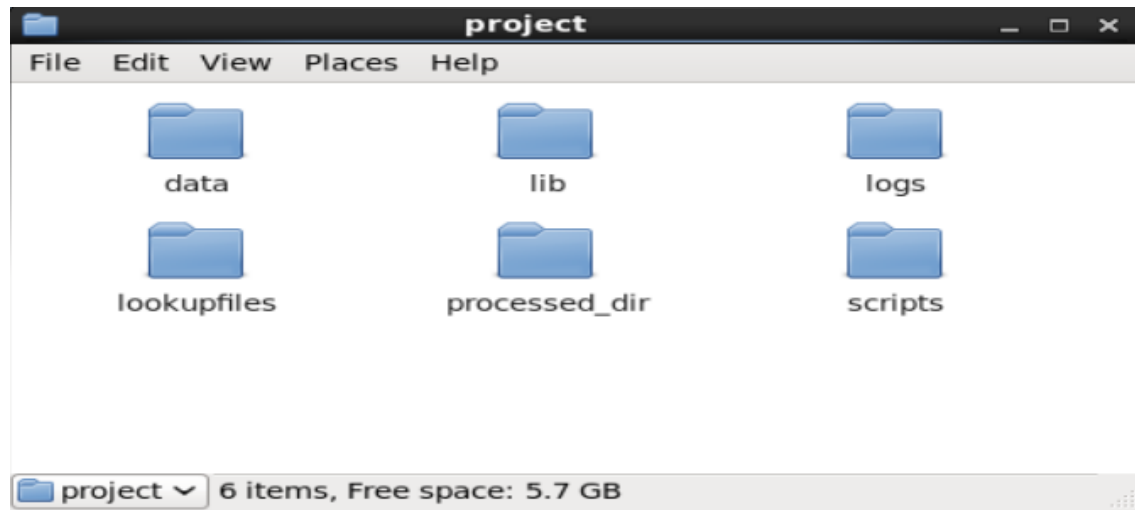 project
File Edit View Places Help
data lib logs
lookupfiles processed_dir scripts
project 6 items, Free space: 5.7 GB